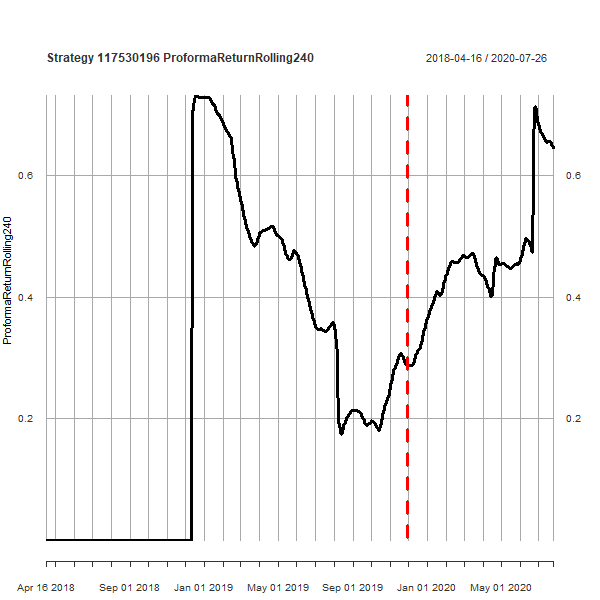 Strategy 117530196 ProformaReturnRolling240
2018-04-16 / 2020-07-26
ProformaReturnRolling240
0.6
0.6
0.4
0.4
0.2
0.2
Apr 16 2018
Sep 01 2018
Jan 01 2019
May 01 2019
Sep 01 2019
Jan 01 2020
May 01 2020